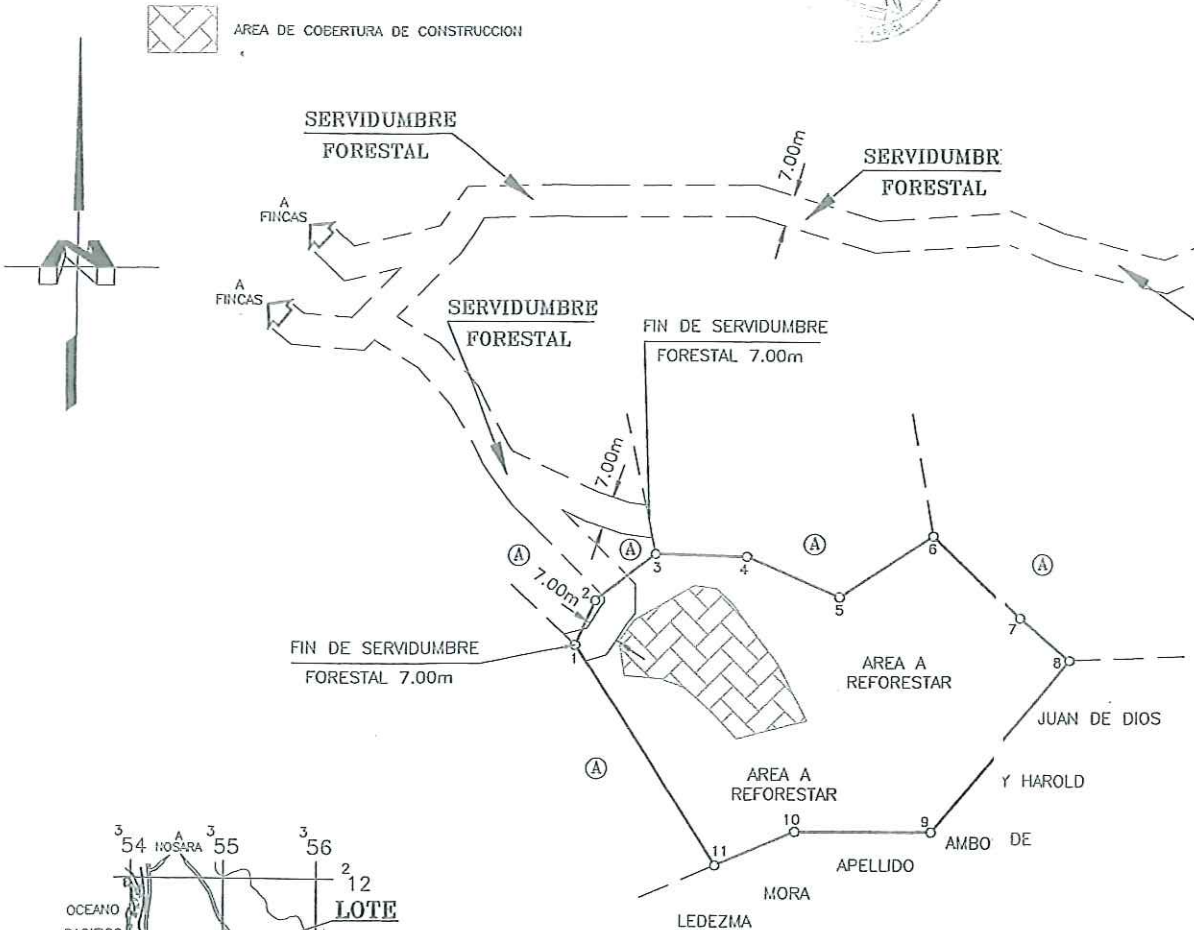 AREA DE COBERTURA DE CONSTRUCCION
SERVIDUMBRE
FORESTAL
7.00m
SERVIDUMBR
FORESTAL
A
FINCAS
A
FINCAS
N
SERVIDUMBRE
FORESTAL
FIN DE SERVIDUMBRE
FORESTAL 7.00m
7.00m
A
A
A
A
7.00m
1
2
3
4
5
6
7
8
FIN DE SERVIDUMBRE
FORESTAL 7.00m
AREA A
REFORESTAR
JUAN DE DIOS
Y HAROLD
A
AREA A
REFORESTAR
9
10
11
AMBO DE
APELLIDO
MORA
LEDEZMA
3 54
A
NOSARA
3 55
3 56
2 12
OCEANO
PACIFICO
LOTE